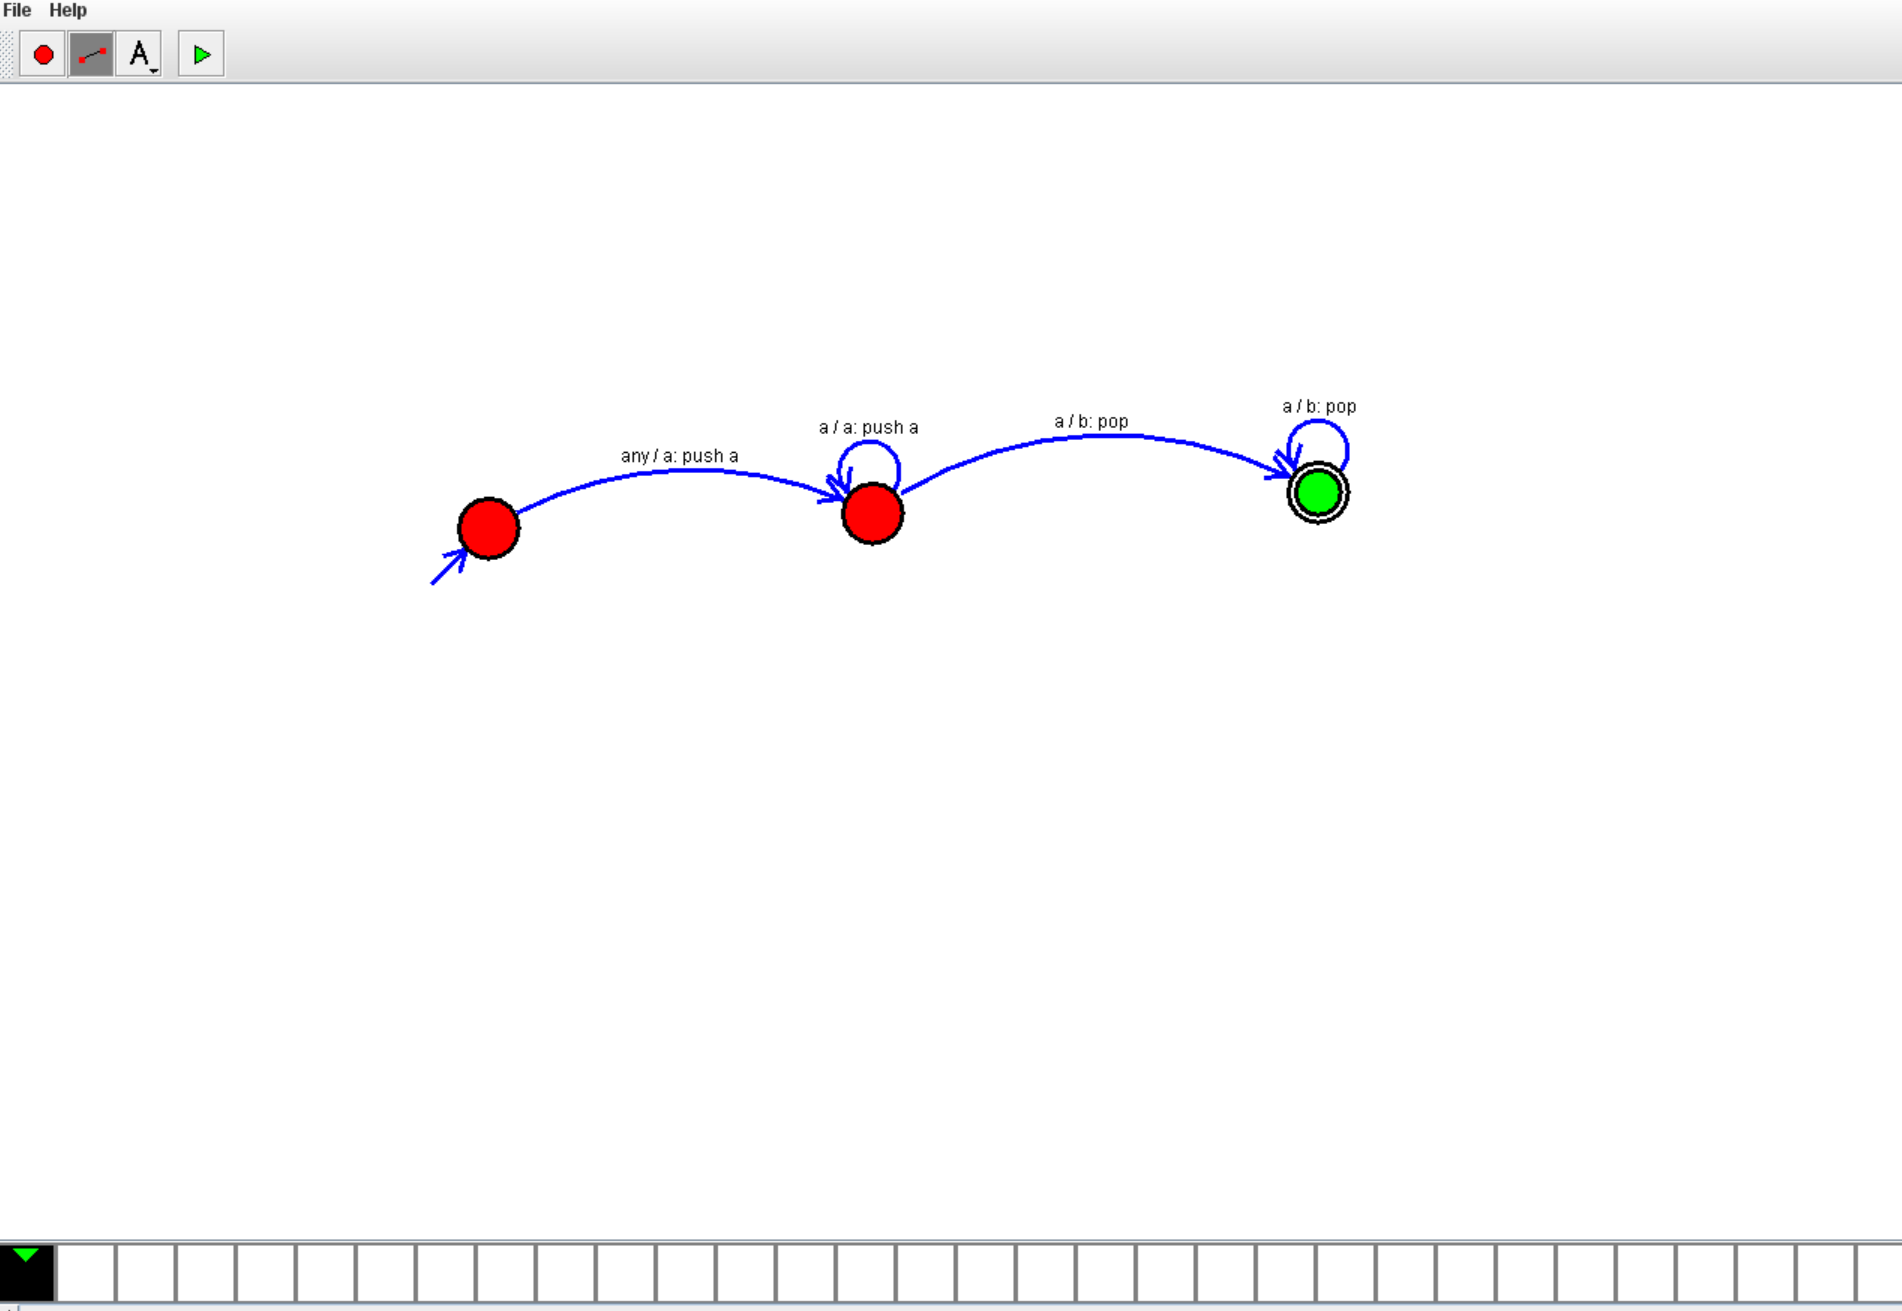 File Help
A
a / b: pop
a / b: pop
a / a: push a
any / a: push a